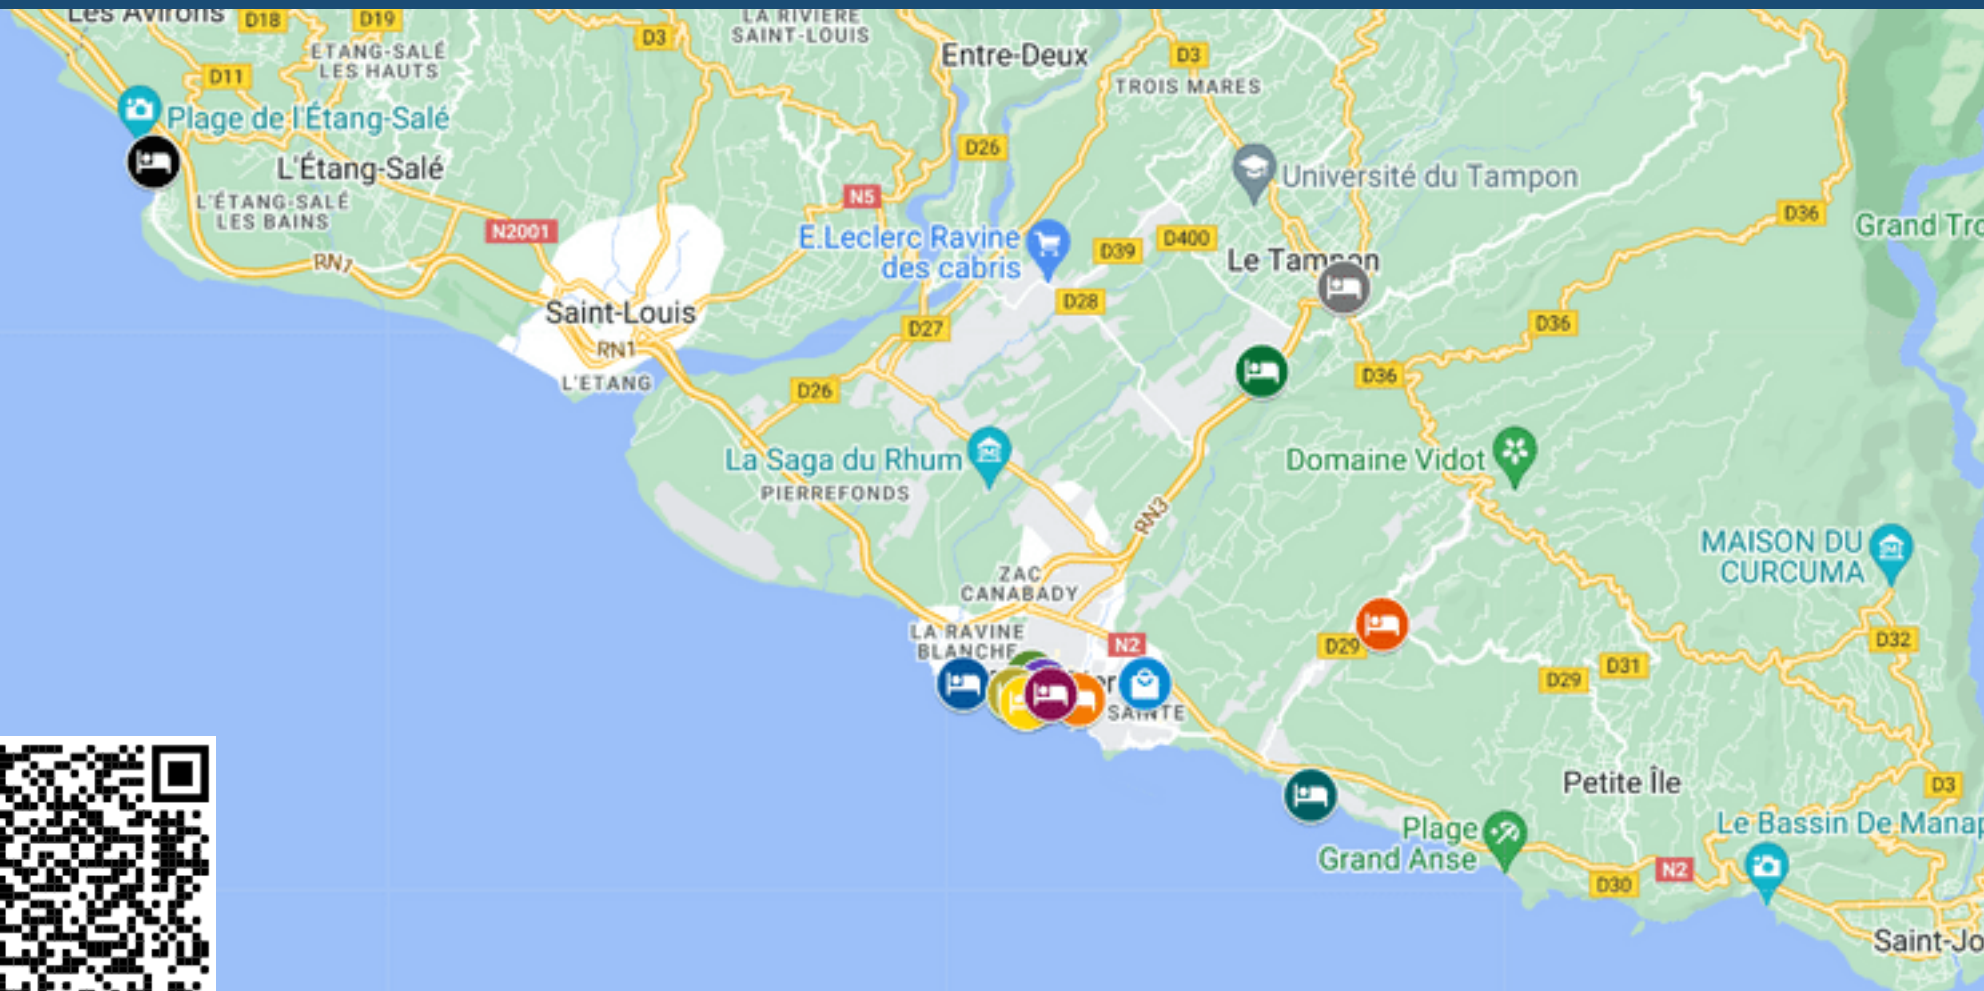 Les Avirons
D18
D19
LA RIVIÈRE
SAINT-LOUIS
D3
Entre-Deux
D3
ETANG-SALÉ
LES HAUTS
D11
TROIS MARES
Plage de l'Étang-Salé
D26
L'Étang-Salé
Université du Tampon
L'ÉTANG-SALÉ
LES BAINS
N5
D36
N2001
Grand Tro
E.Leclerc Ravine
des cabris
D39
D400
RN1
Le Tampon
Saint-Louis
D28
D27
D36
RN1
L'ETANG
D26
D36
La Saga du Rhum
PIERREFONDS
Domaine Vidot
RN3
MAISON DU
CURCUMA
ZAC
CANABADY
LA RAVINE
BLANCHE
N2
D29
D32
D31
D29
SAINTE
Petite Île
D3
Plage
Grand Anse
Le Bassin De Manap
N2
D30
Saint-Jo